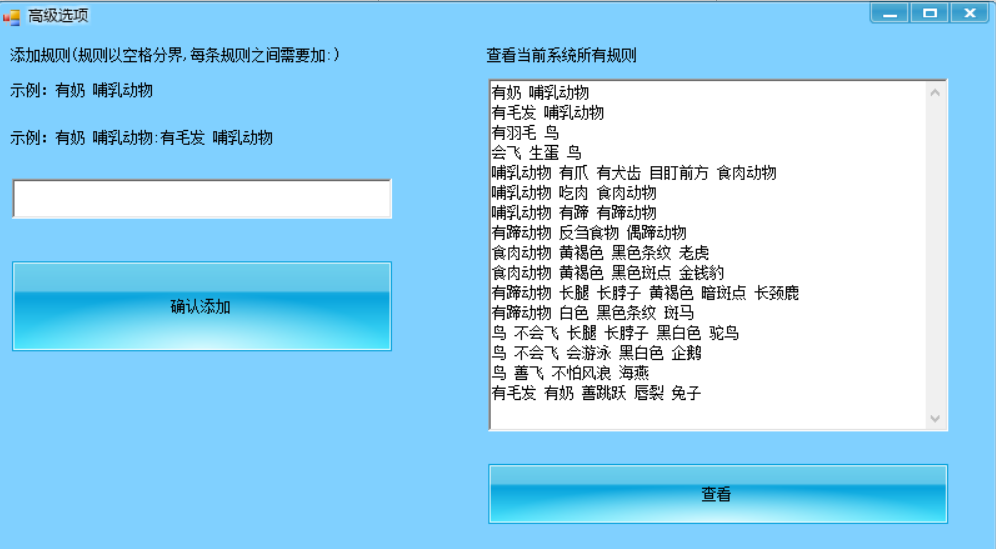 高级选项
添加规则(规则以空格分界,每条规则之间需要加:)
示例：有奶 哺乳动物
示例：有奶 哺乳动物:有毛发 哺乳动物
确认添加
查看当前系统所有规则
有奶 哺乳动物
有毛发 哺乳动物
有羽毛 鸟
会飞 生蛋 鸟
哺乳动物 有爪 有犬齿 目盯前方 食肉动物
哺乳动物 吃肉 食肉动物
哺乳动物 有蹄 有蹄动物
有蹄动物 反刍食物 偶蹄动物
食肉动物 黄褐色 黑色条纹 老虎
食肉动物 黄褐色 黑色斑点 金钱豹
有蹄动物 长腿 长脖子 黄褐色 暗斑点 长颈鹿
有蹄动物 白色 黑色条纹 斑马
鸟 不会飞 长腿 长脖子 黑白色 驼鸟
鸟 不会飞 会游泳 黑白色 企鹅
鸟 善飞 不怕风浪 海燕
有毛发 有奶 善跳跃 唇裂 兔子
查看